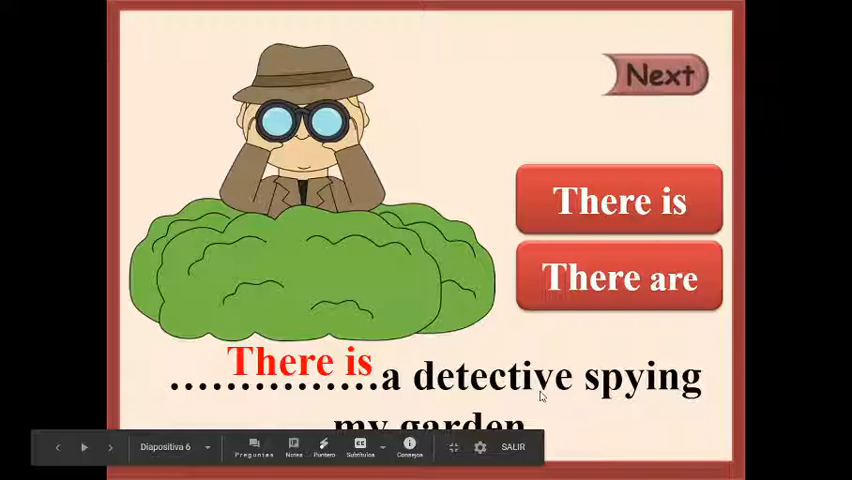 Next
There is
There are
There is
...............a detective spying
my garden
Diapositiva 6
Preguntas
Notas
Puntero
Subtítulos
Consejos
SALIR